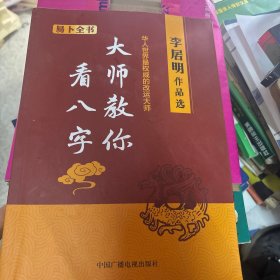 易卜全书
李居明作品选
华人世界最权威的改运大师
大师教你
看八字
中国广播电视出版社